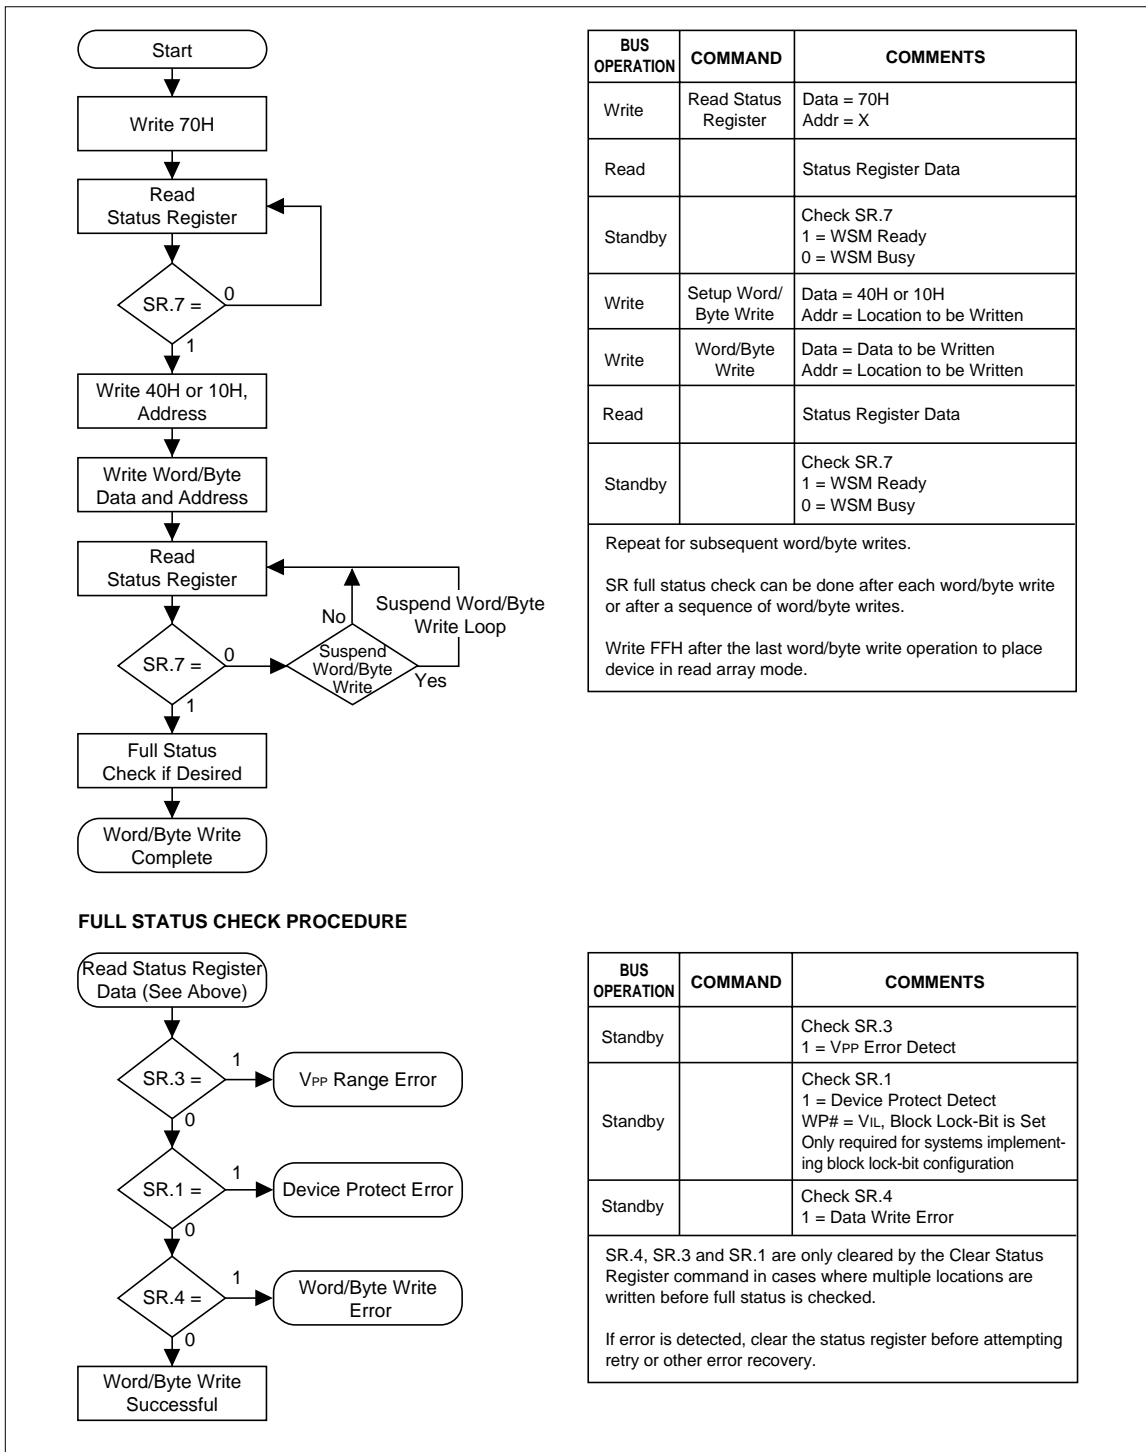 Start
Write 70H
Read
Status Register
SR.7 =
0
1
Write 40H or 10H,
Address
Write Word/Byte
Data and Address
Read
Status Register
SR.7 =
0
1
No
Suspend Word/Byte
Write Loop
Suspend
Word/Byte
Write
Yes
Full Status
Check if Desired
Word/Byte Write
Complete
BUS
OPERATION
COMMAND
COMMENTS
Write
Read Status
Register
Data = 70H
Addr = X
Read
Status Register Data
Standby
Check SR.7
1 = WSM Ready
0 = WSM Busy
Write
Setup Word/
Byte Write
Data = 40H or 10H
Addr = Location to be Written
Write
Word/Byte
Write
Data = Data to be Written
Addr = Location to be Written
Read
Status Register Data
Standby
Check SR.7
1 = WSM Ready
0 = WSM Busy
Repeat for subsequent word/byte writes.
SR full status check can be done after each word/byte write
or after a sequence of word/byte writes.
Write FFH after the last word/byte write operation to place
device in read array mode.
FULL STATUS CHECK PROCEDURE
Read Status Register
Data (See Above)
SR.3 =
1
VPP Range Error
0
SR.1 =
1
Device Protect Error
0
SR.4 =
1
Word/Byte Write
Error
0
Word/Byte Write
Successful
BUS
OPERATION
COMMAND
COMMENTS
Standby
Check SR.3
1 = VPP Error Detect
Standby
Check SR.1
1 = Device Protect Detect
WP# = VIL, Block Lock-Bit is Set
Only required for systems implement-
ing block lock-bit configuration
Standby
Check SR.4
1 = Data Write Error
SR.4, SR.3 and SR.1 are only cleared by the Clear Status
Register command in cases where multiple locations are
written before full status is checked.
If error is detected, clear the status register before attempting
retry or other error recovery.